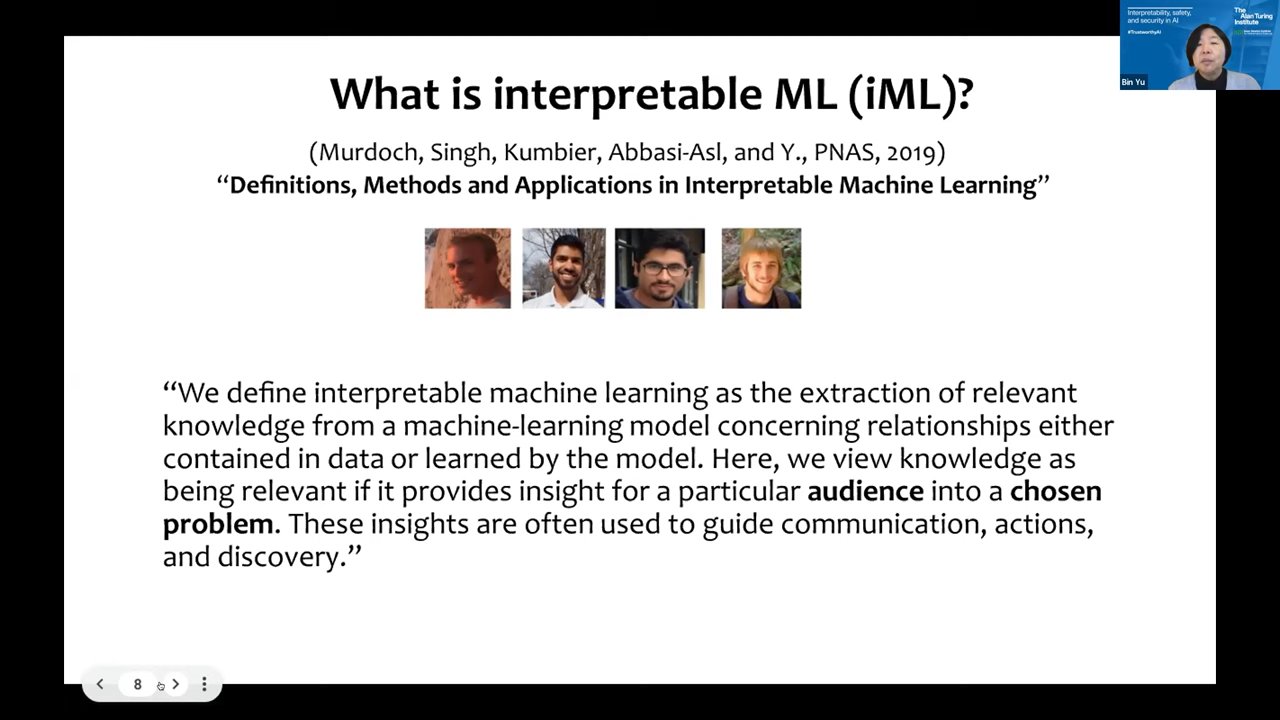 What is interpretable ML (iML)?
(Murdoch, Singh, Kumbier, Abbasi-Asl, and Y., PNAS, 2019)
“Definitions, Methods and Applications in Interpretable Machine Learning”
“We define interpretable machine learning as the extraction of relevant
knowledge from a machine-learning model concerning relationships either
contained in data or learned by the model. Here, we view knowledge as
being relevant if it provides insight for a particular audience into a chosen
problem. These insights are often used to guide communication, actions,
and discovery.”
8
Interpretability, safety,
and security in AI
#TrustworthyAI
The
Alan Turing
Institute
Bin Yu